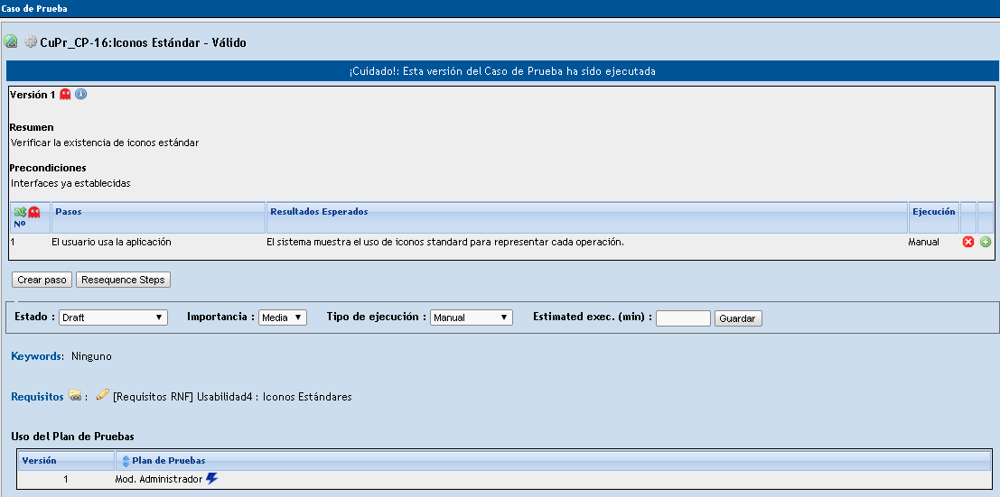 Caso de Prueba
CuPr_CP-16:Iconos Estándar - Válido
¡Cuidado!: Esta versión del Caso de Prueba ha sido ejecutada
Versión 1
Resumen
Verificar la existencia de iconos estándar
Precondiciones
Interfaces ya establecidas
Nº Pasos Resultados Esperados Ejecución
1 El usuario usa la aplicación El sistema muestra el uso de iconos standard para representar cada operación. Manual
Crear paso Resequence Steps
Estado : Draft Importancia : Media Tipo de ejecución : Manual Estimated exec. (min) : Guardar
Keywords: Ninguno
Requisitos : [Requisitos RNF] Usabilidad4 : Iconos Estándares
Uso del Plan de Pruebas
Versión Plan de Pruebas
1 Mod. Administrador